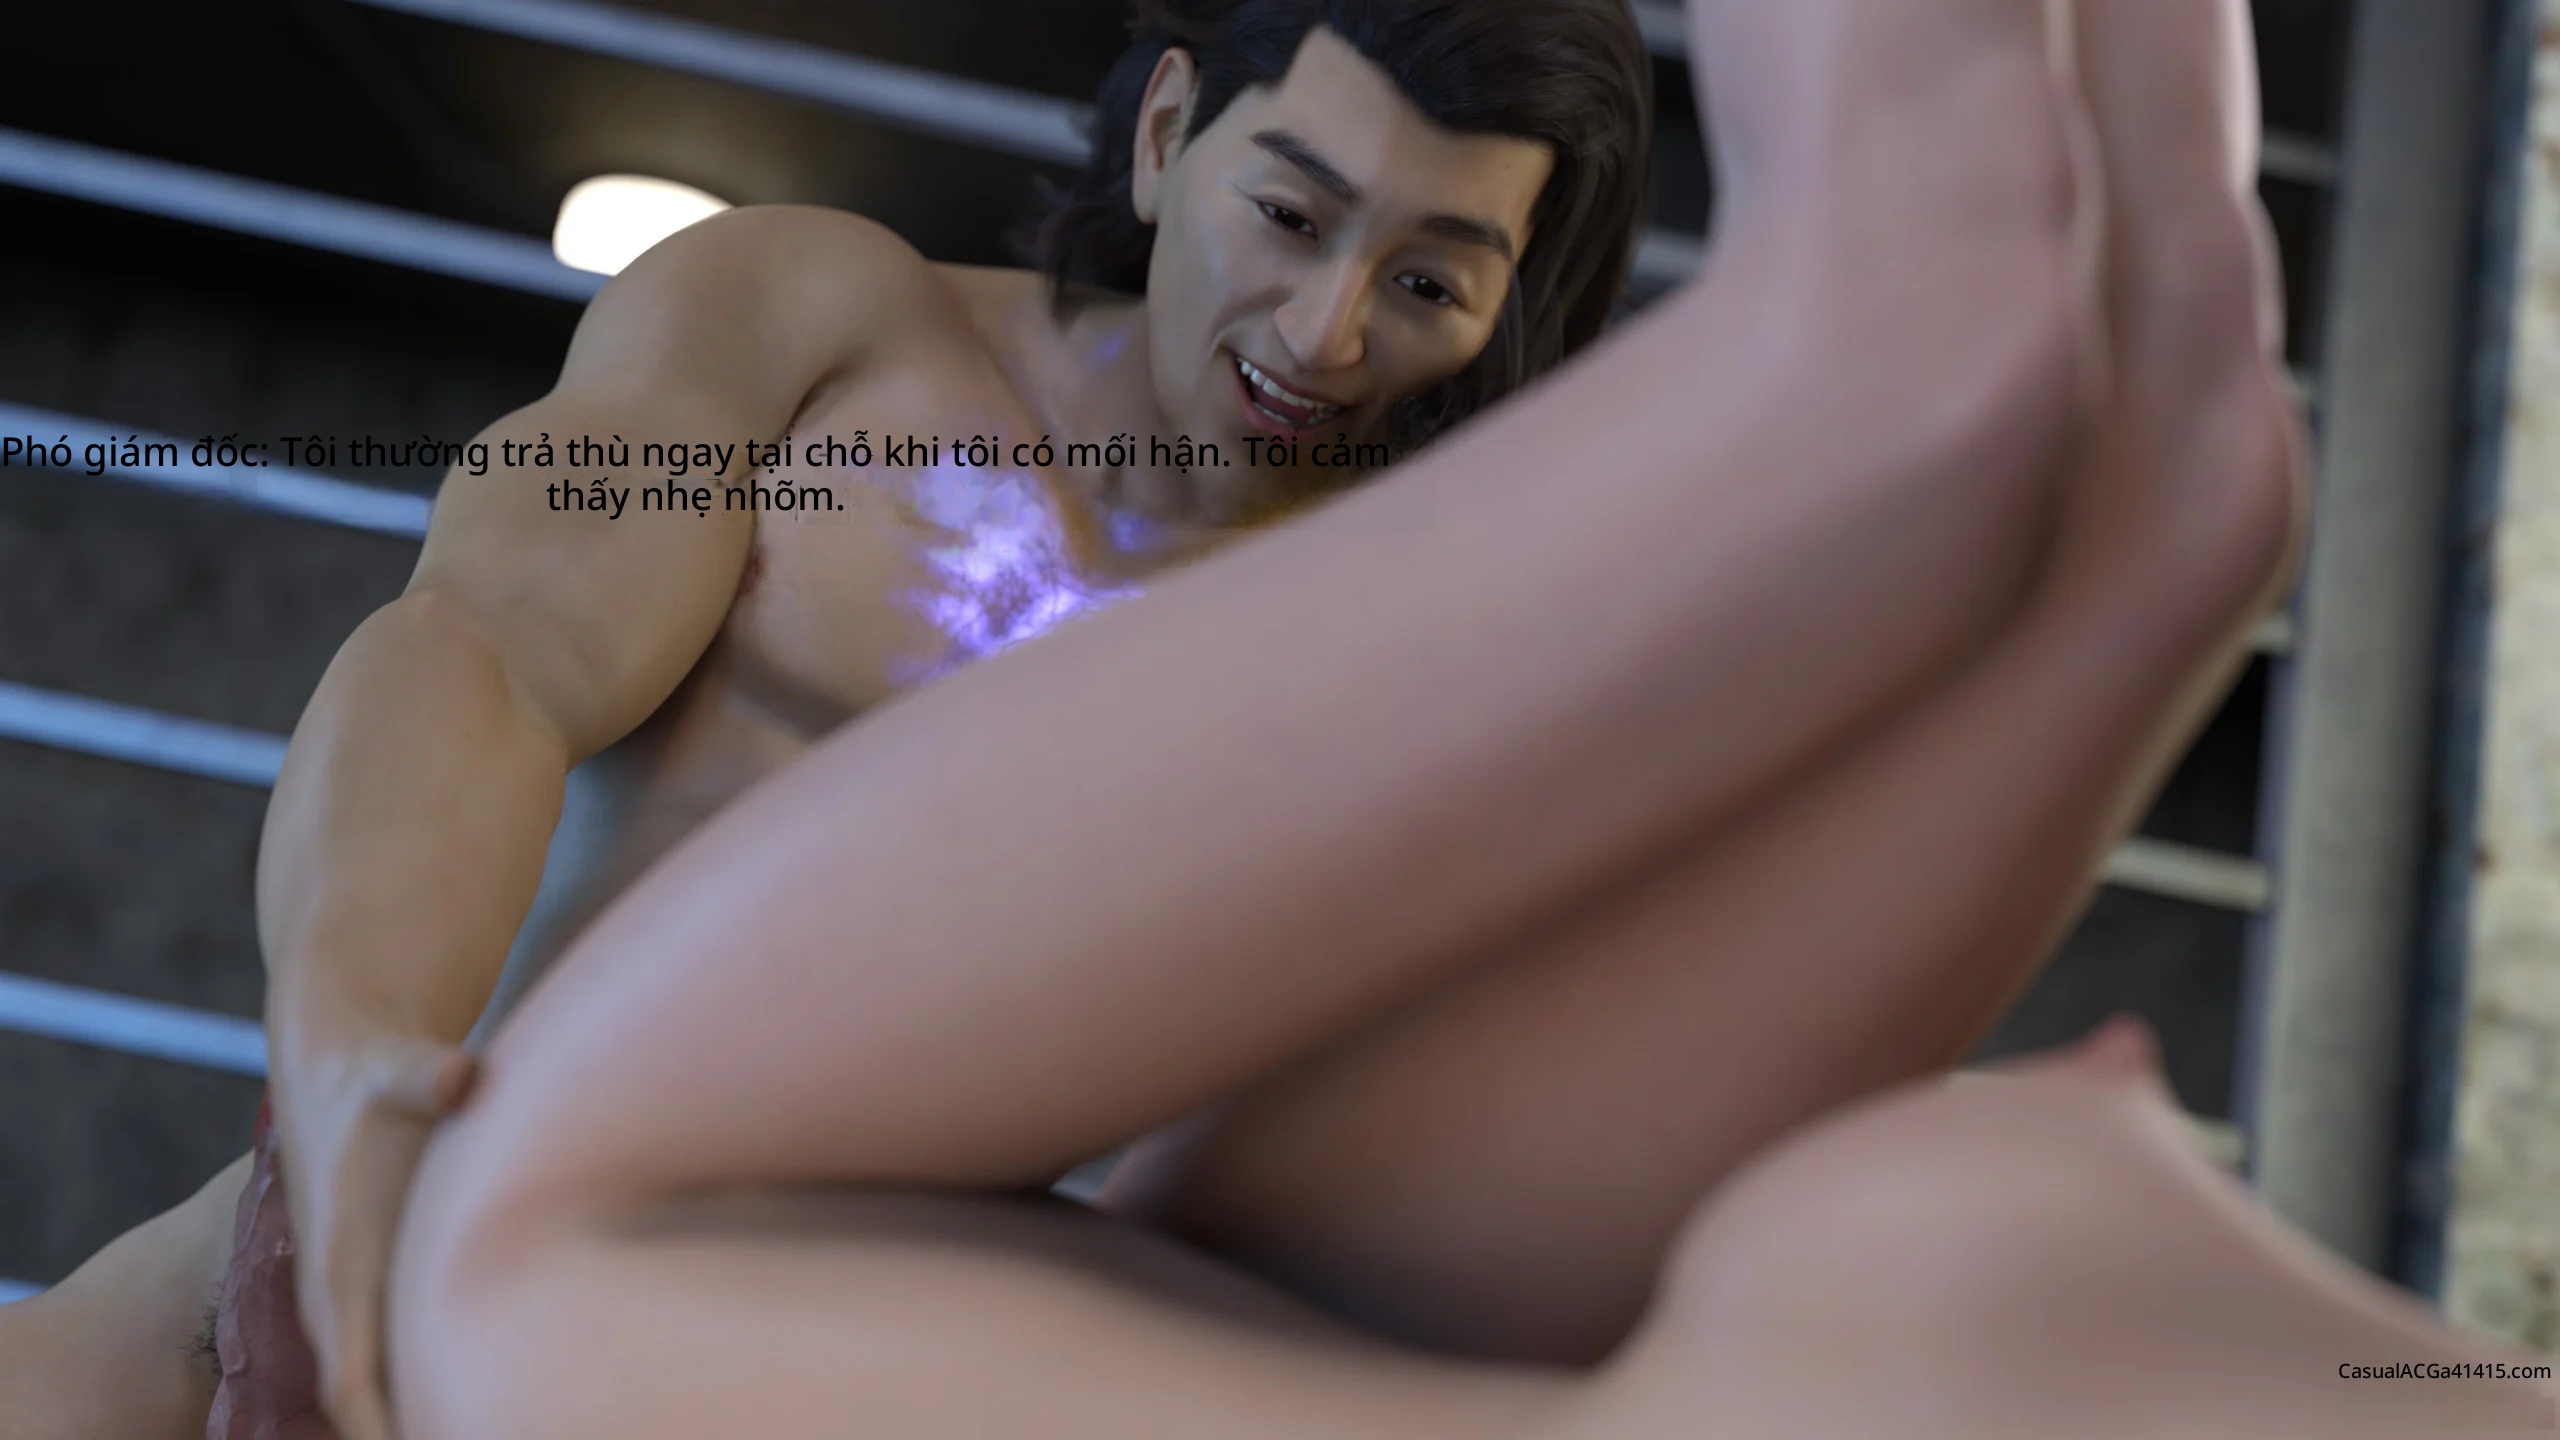 Phó giám đốc: Tôi thường trả thù ngay tại chỗ khi tôi có mối hận. Tôi cảm
thấy nhẹ nhõm.
CasualACGa41415.com